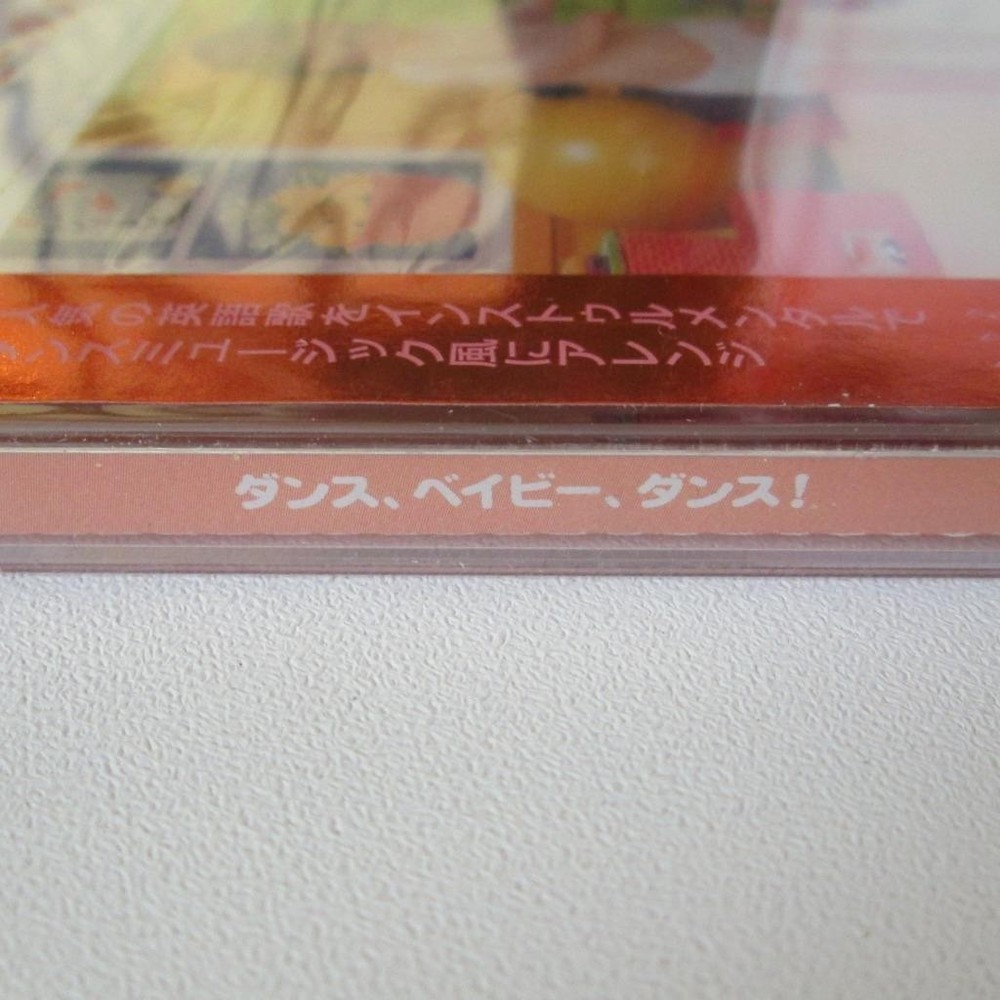 人気の英語歌をインストゥルメンタルで
ダンスミュージック風にアレンジ
ダンス、ベイビー、ダンス!